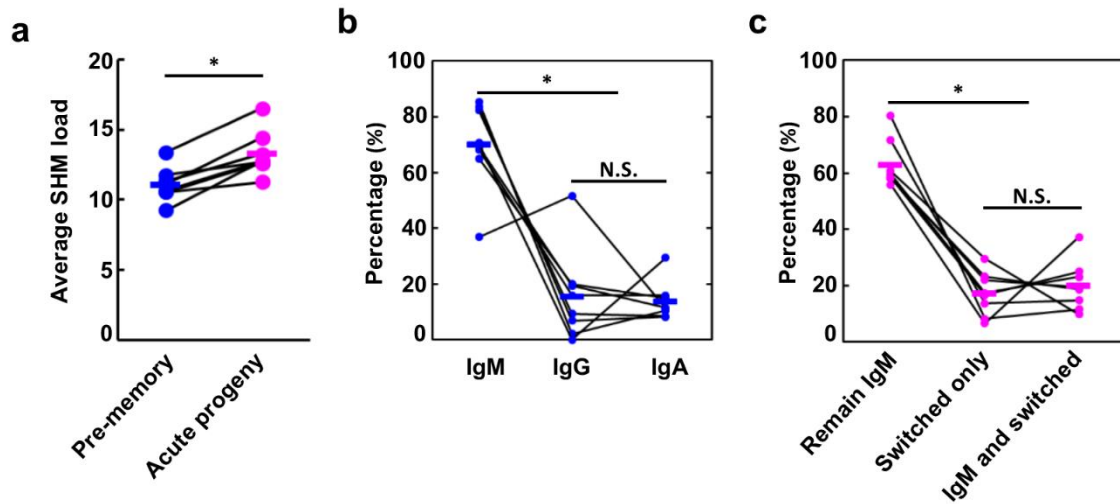 a
Average SHM load
20
15
10
5
0
*
Pre-memory
Acute progeny
b
Percentage (%)
100
80
60
40
20
0
*
N.S.
IgM
IgG
IgA
c
Percentage (%)
100
80
60
40
20
0
*
N.S.
Remain IgM
Switched only
IgM and switched